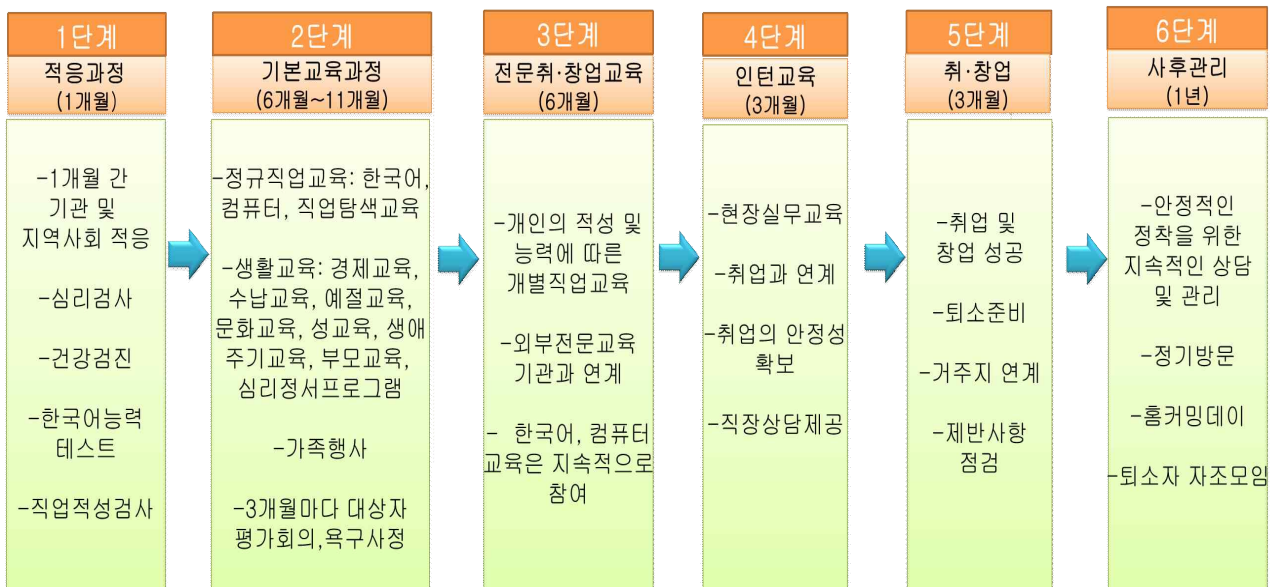 1단계
적응과정
(1개월)
-1개월 간
기관 및
지역사회 적응
-심리검사
-건강검진
-한국어능력
테스트
-직업적성검사
2단계
기본교육과정
(6개월~11개월)
-정규직업교육: 한국어,
컴퓨터, 직업탐색교육
-생활교육: 경제교육,
수납교육, 예절교육,
문화교육, 성교육, 생애
주기교육, 부모교육,
심리정서프로그램
-가족행사
-3개월마다 대상자
평가회의,욕구사정
3단계
전문취·창업교육
(6개월)
-개인의 적성 및
능력에 따른
개별직업교육
-외부전문교육
기관과 연계
- 한국어, 컴퓨터
교육은 지속적으로
참여
4단계
인턴교육
(3개월)
-현장실무교육
-취업과 연계
-취업의 안정성
확보
-직장상담제공
5단계
취·창업
(3개월)
-취업 및
창업 성공
-퇴소준비
-거주지 연계
-제반사항
점검
6단계
사후관리
(1년)
-안정적인
정착을 위한
지속적인 상담
및 관리
-정기방문
-홈커밍데이
-퇴소자 자조모임